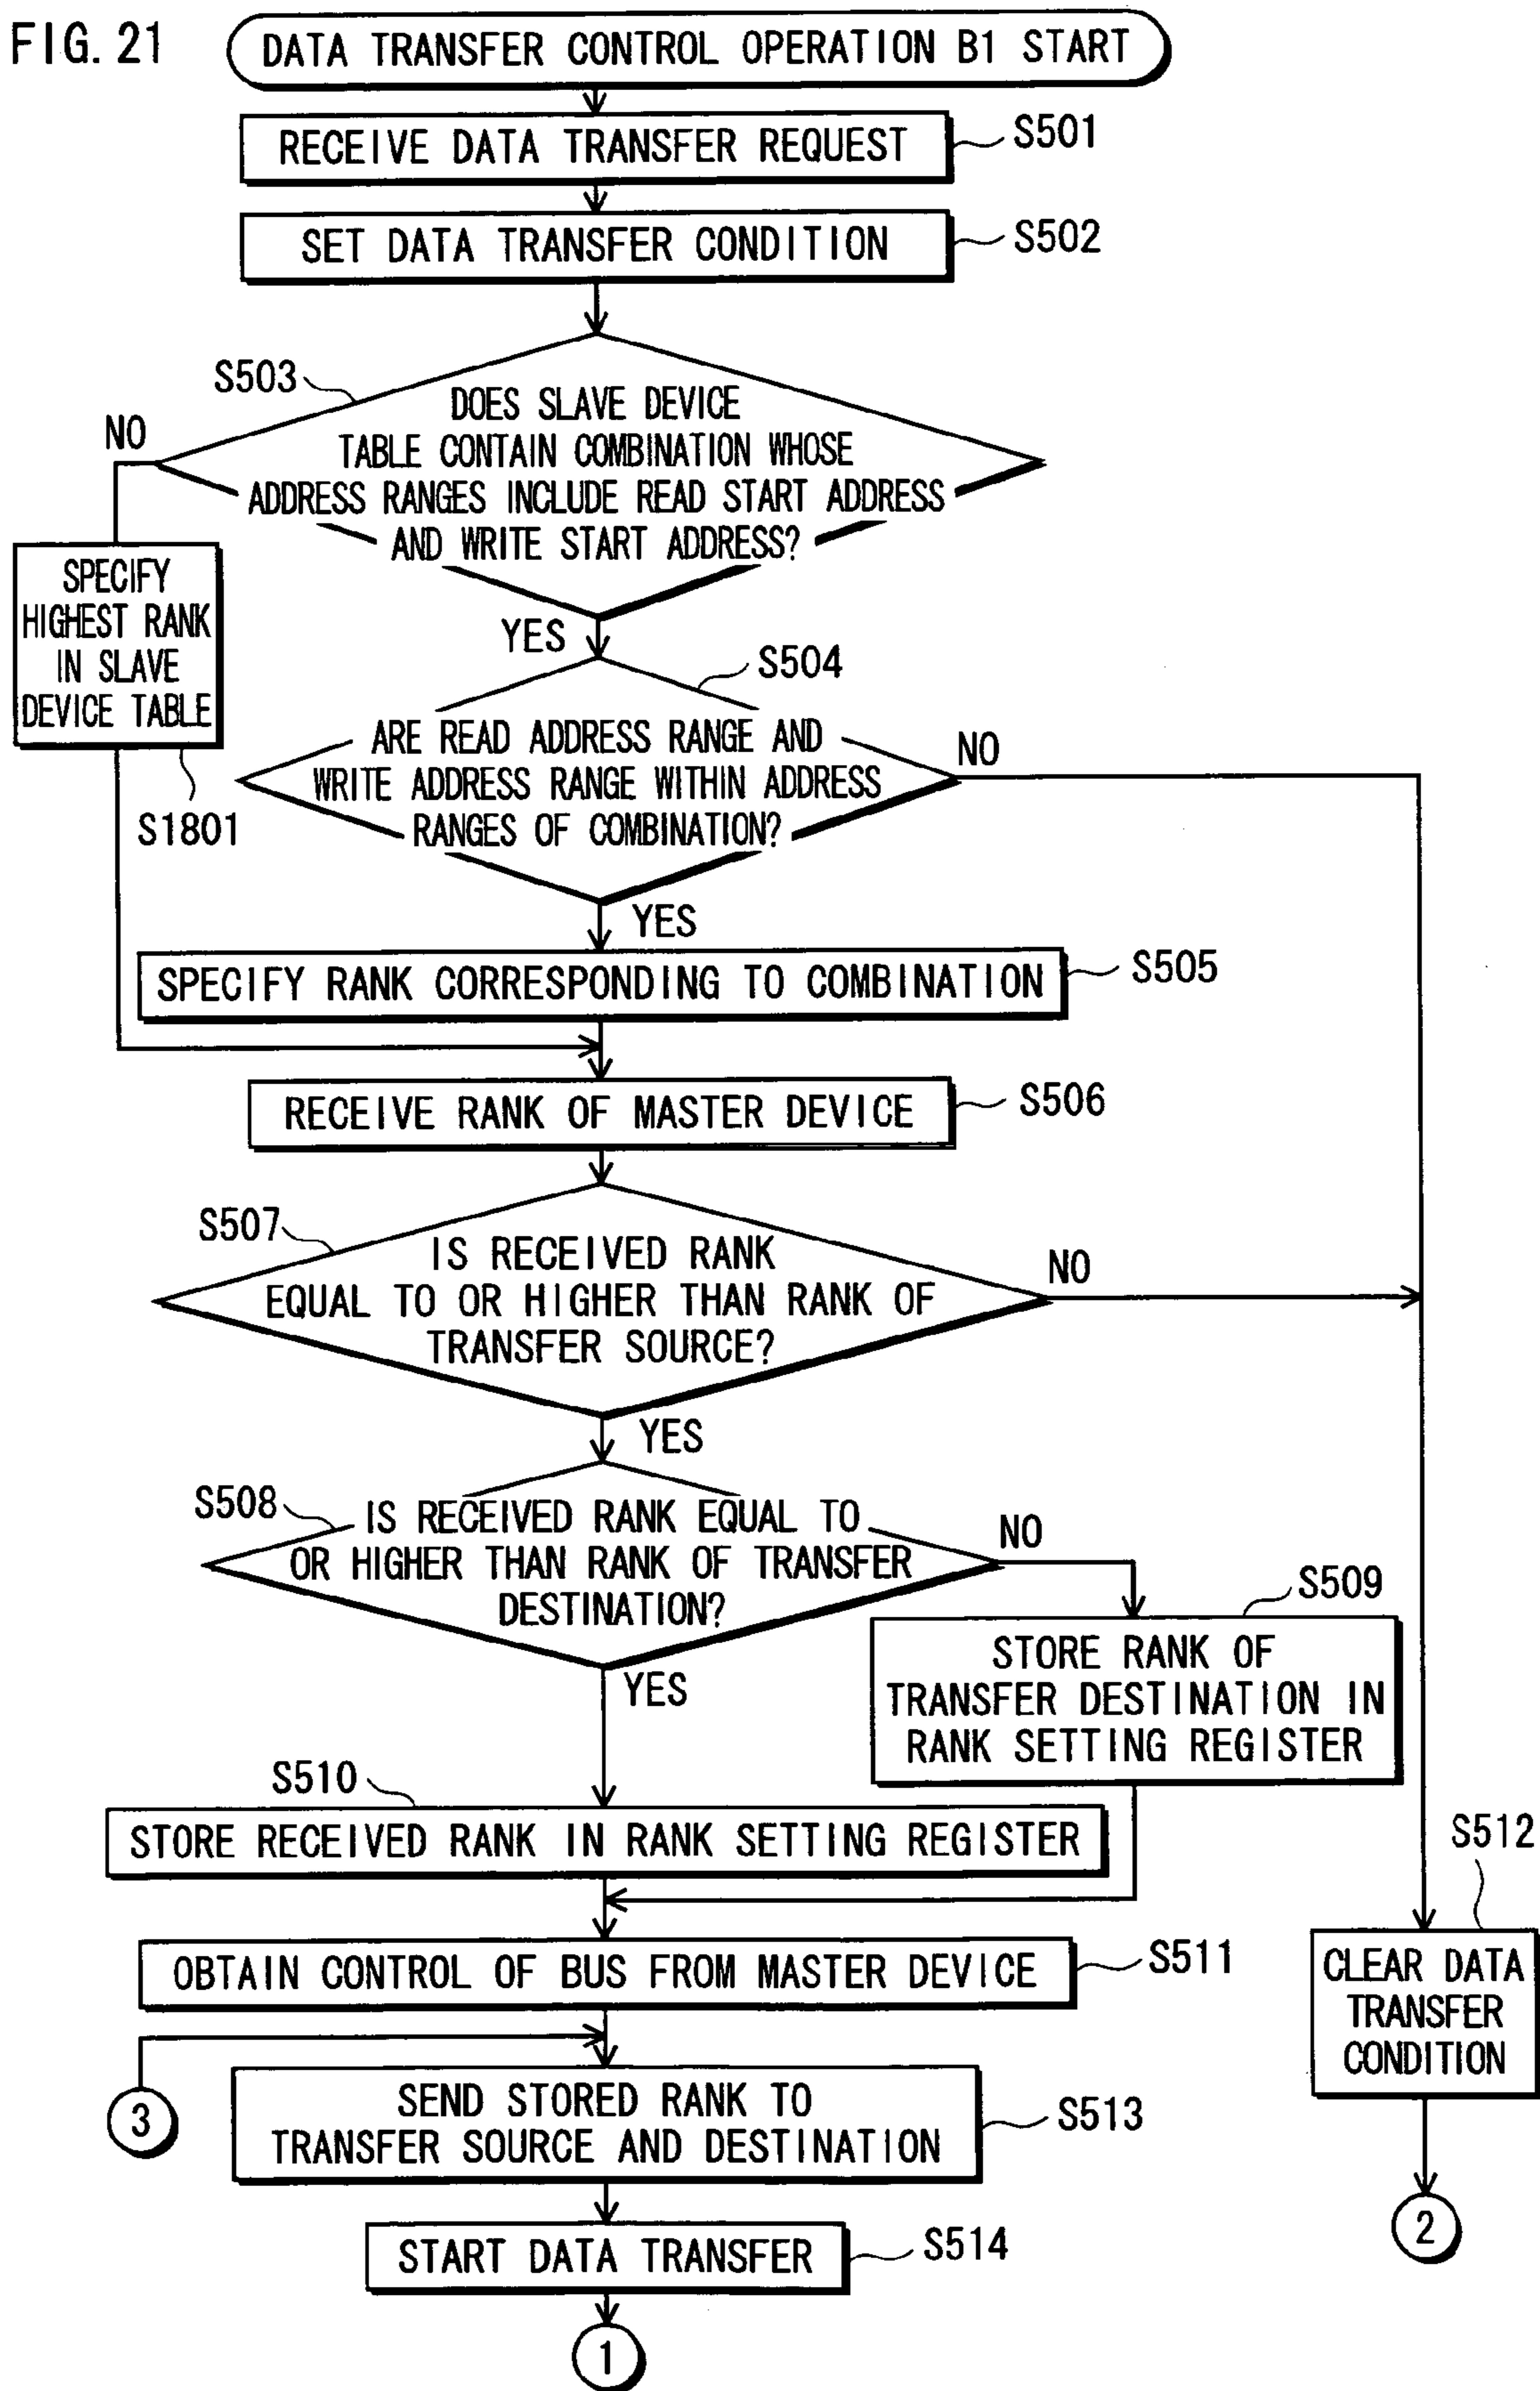 FIG. 21
DATA TRANSFER CONTROL OPERATION B1 START
RECEIVE DATA TRANSFER REQUEST
S501
SET DATA TRANSFER CONDITION
S502
S503
DOES SLAVE DEVICE
TABLE CONTAIN COMBINATION WHOSE
ADDRESS RANGES INCLUDE READ START ADDRESS
AND WRITE START ADDRESS?
NO
SPECIFY
HIGHEST RANK
IN SLAVE
DEVICE TABLE
S1801
YES
S504
ARE READ ADDRESS RANGE AND
WRITE ADDRESS RANGE WITHIN ADDRESS
RANGES OF COMBINATION?
NO
YES
SPECIFY RANK CORRESPONDING TO COMBINATION
S505
RECEIVE RANK OF MASTER DEVICE
S506
S507
IS RECEIVED RANK
EQUAL TO OR HIGHER THAN RANK OF
TRANSFER SOURCE?
NO
YES
S508
IS RECEIVED RANK EQUAL TO
OR HIGHER THAN RANK OF TRANSFER
DESTINATION?
NO
S509
STORE RANK OF
TRANSFER DESTINATION IN
RANK SETTING REGISTER
YES
S510
STORE RECEIVED RANK IN RANK SETTING REGISTER
S512
CLEAR DATA
TRANSFER
CONDITION
OBTAIN CONTROL OF BUS FROM MASTER DEVICE
S511
3
SEND STORED RANK TO
TRANSFER SOURCE AND DESTINATION
S513
2
START DATA TRANSFER
S514
1